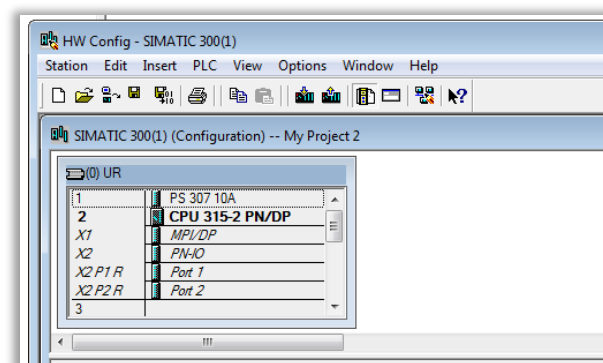 HW Config - SIMATIC 300(1)
Station Edit Insert PLC View Options Window Help
SIMATIC 300(1) (Configuration) -- My Project 2
(0) UR
1 PS 307 10A
2 CPU 315-2 PN/DP
X1 MPI/DP
X2 PN-IO
X2 P1 R Port 1
X2 P2 R Port 2
3